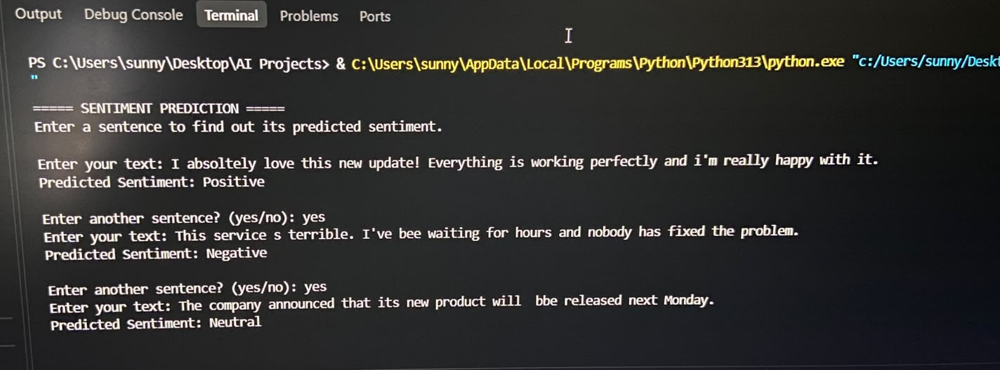 Output Debug Console Terminal Problems Ports
PS C:\Users\sunny\Desktop\AI Projects> & C:\Users\sunny\AppData\Local\Programs\Python\Python313\python.exe "c:/Users/sunny/Deskt
"
===== SENTIMENT PREDICTION =====
Enter a sentence to find out its predicted sentiment.
Enter your text: I absoltely love this new update! Everything is working perfectly and i'm really happy with it.
Predicted Sentiment: Positive
Enter another sentence? (yes/no): yes
Enter your text: This service s terrible. I've bee waiting for hours and nobody has fixed the problem.
Predicted Sentiment: Negative
Enter another sentence? (yes/no): yes
Enter your text: The company announced that its new product will  bbe released next Monday.
Predicted Sentiment: Neutral